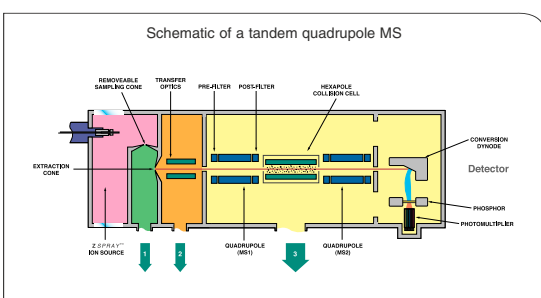 Schematic of a tandem quadrupole MS
REMOVEABLE
SAMPLING CONE
TRANSFER
OPTICS
PRE-FILTER
POST-FILTER
HEXAPOLE
COLLISION CELL
CONVERSION
DYNODE
EXTRACTION
CONE
Detector
PHOSPHOR
PHOTOMULTIPLIER
Z SPRAY™
ION SOURCE
1
2
QUADRUPOLE
(MS1)
3
QUADRUPOLE
(MS2)